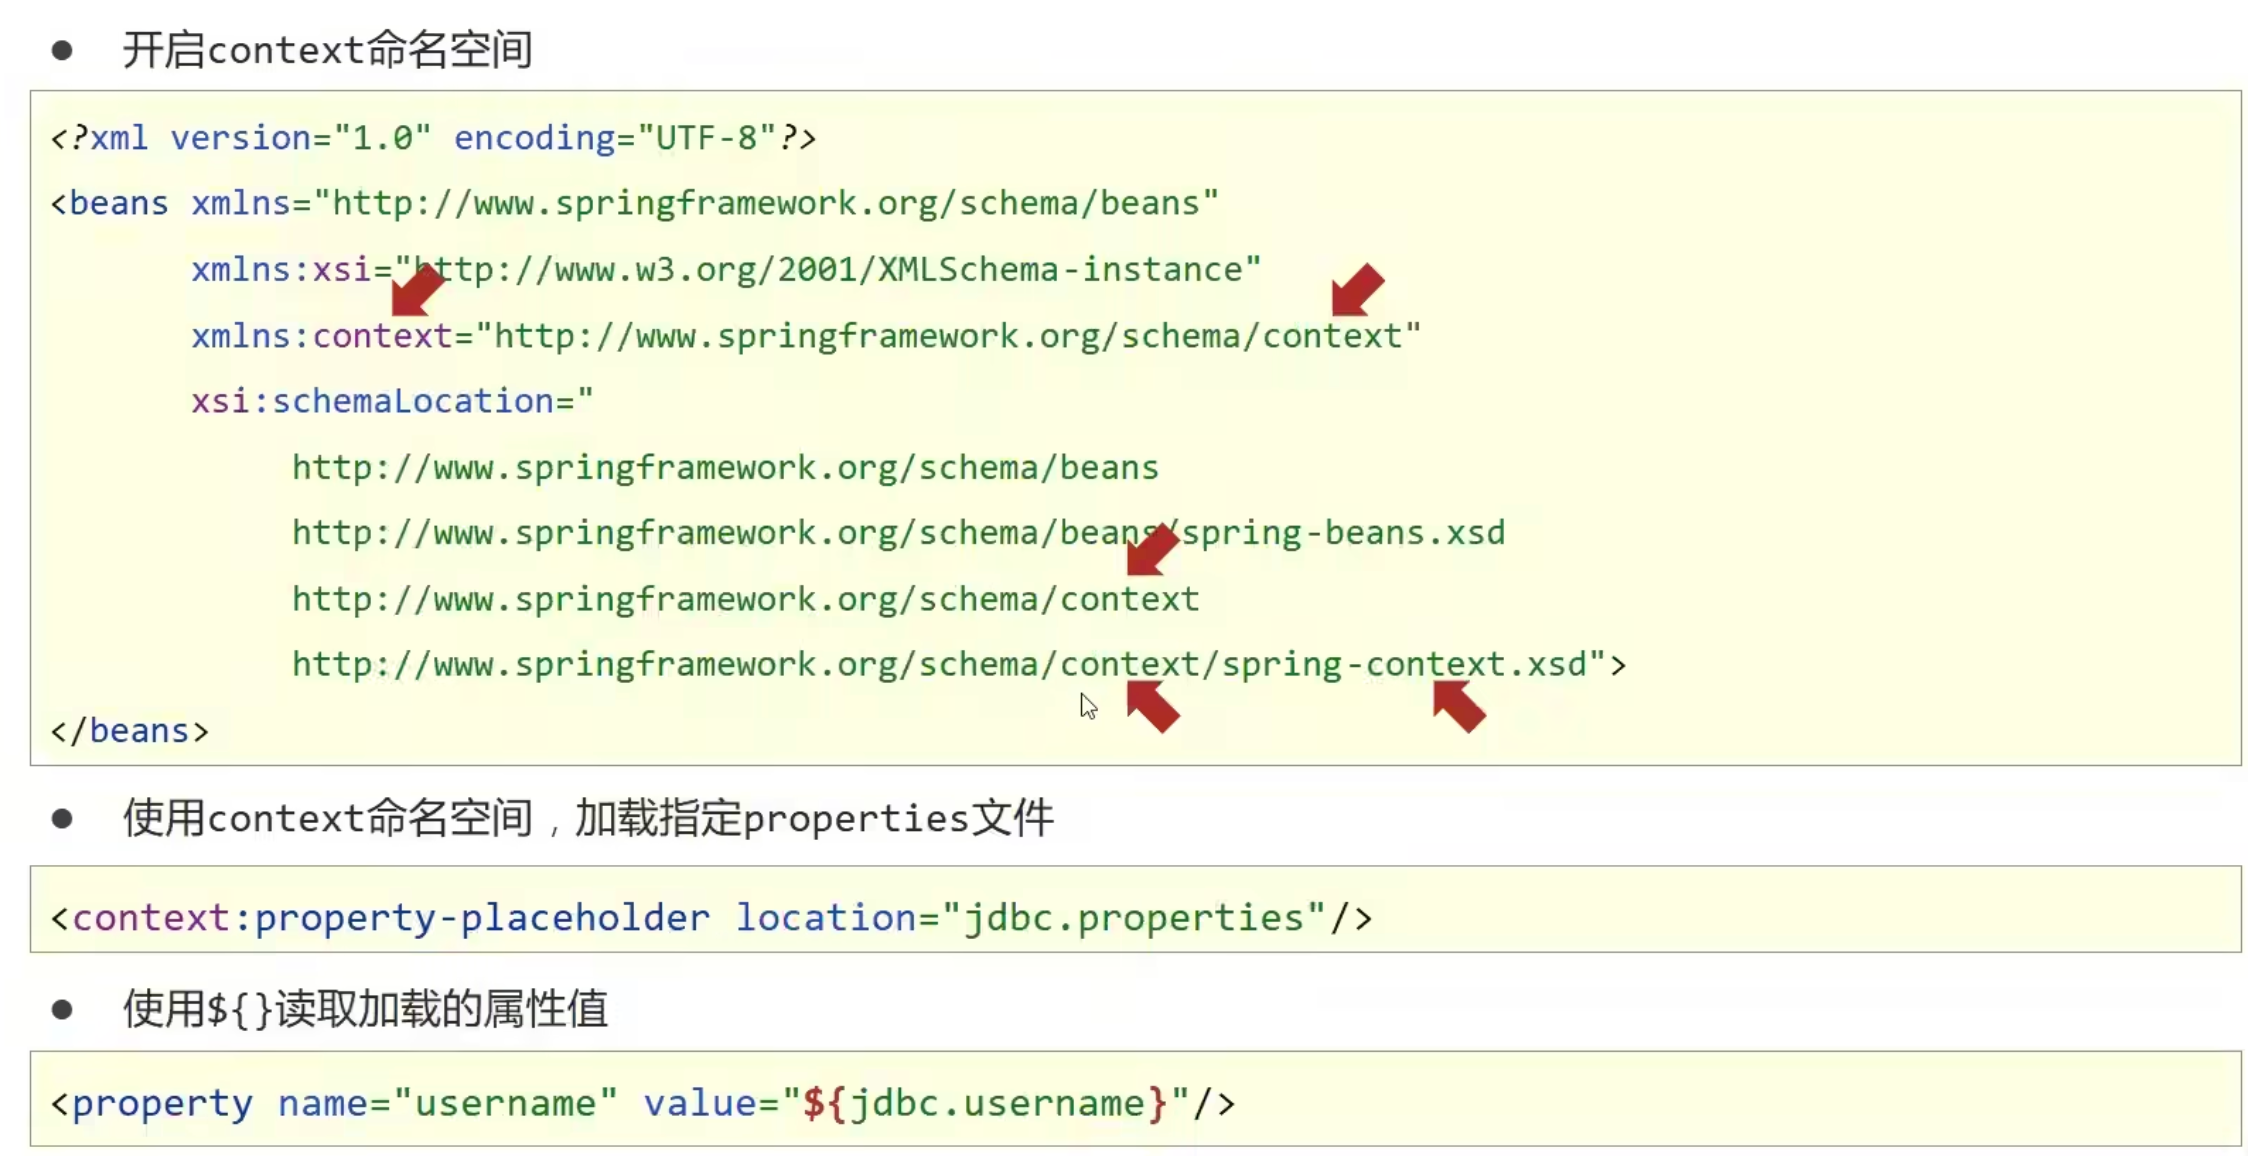 ● 开启context命名空间
<?xml version="1.0" encoding="UTF-8"?>
<beans xmlns="http://www.springframework.org/schema/beans"
xmlns:xsi="http://www.w3.org/2001/XMLSchema-instance"
xmlns:context="http://www.springframework.org/schema/context"
xsi:schemaLocation="
http://www.springframework.org/schema/beans
http://www.springframework.org/schema/beans/spring-beans.xsd
http://www.springframework.org/schema/context
http://www.springframework.org/schema/context/spring-context.xsd">
</beans>
● 使用context命名空间，加载指定properties文件
<context:property-placeholder location="jdbc.properties"/>
● 使用${}读取加载的属性值
<property name="username" value="${jdbc.username}"/>